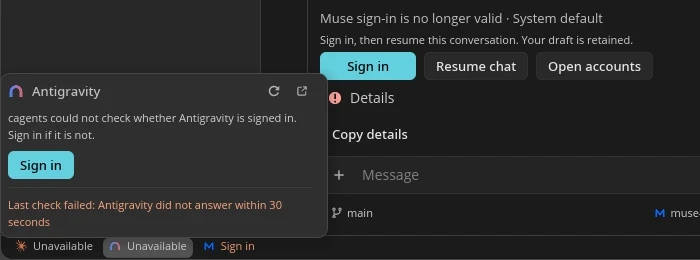 Muse sign-in is no longer valid · System default
Sign in, then resume this conversation. Your draft is retained.
Sign in
Resume chat
Open accounts
Details
Copy details
Message
main
muse-
Antigravity
cagents could not check whether Antigravity is signed in.
Sign in if it is not.
Sign in
Last check failed: Antigravity did not answer within 30
seconds
Unavailable
Unavailable
Sign in